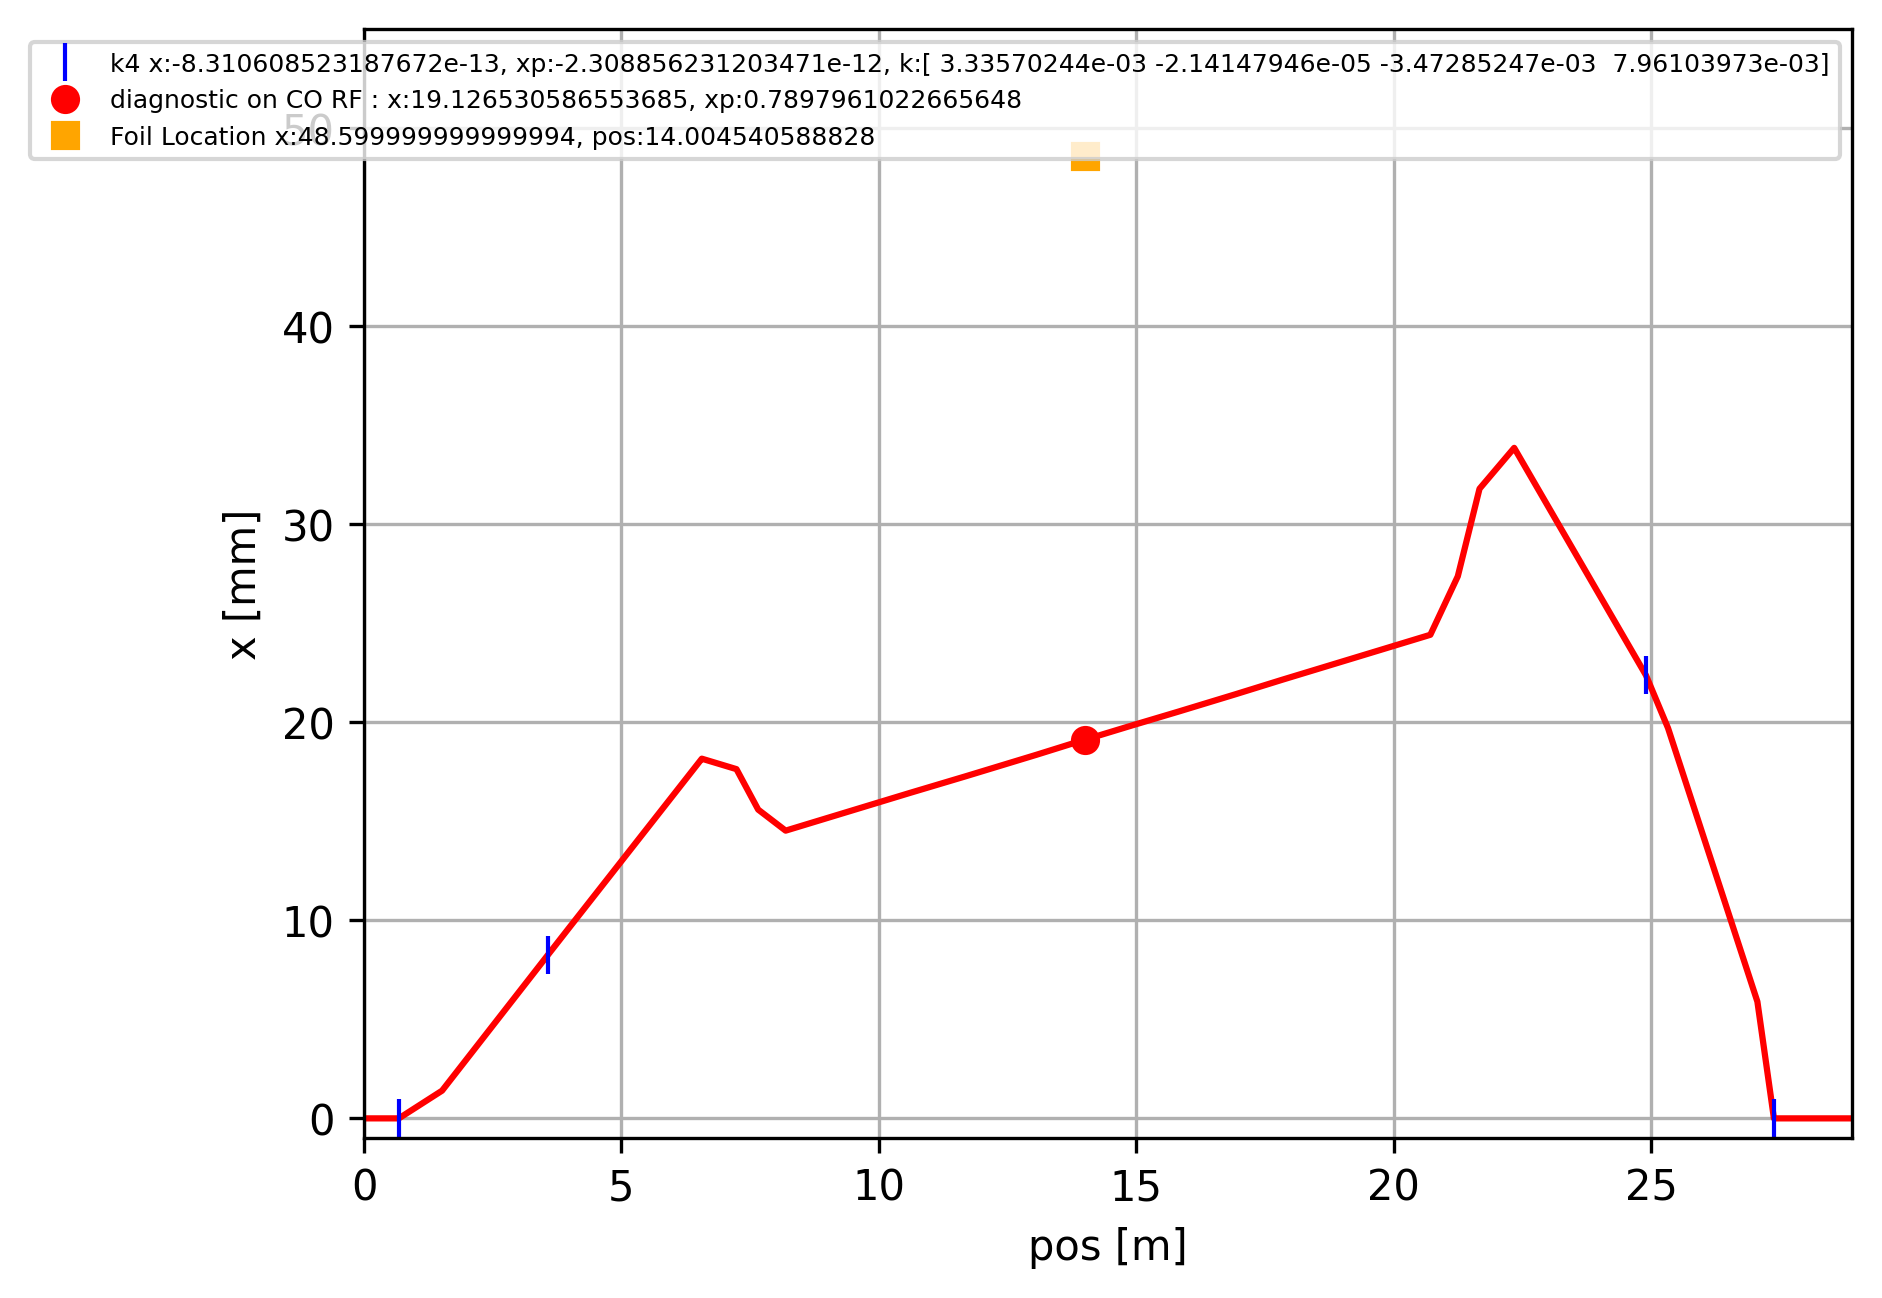 k4 x:-8.310608523187672e-13, xp:-2.308856231203471e-12, k:[ 3.33570244e-03 -2.14147946e-05 -3.47285247e-03  7.96103973e-03]
diagnostic on CO RF : x:19.126530586553685, xp:0.7897961022665648
Foil Location x:48.599999999999994, pos:14.004540588828
50
40
30
20
10
0
x [mm]
0 5 10 15 20 25
pos [m]